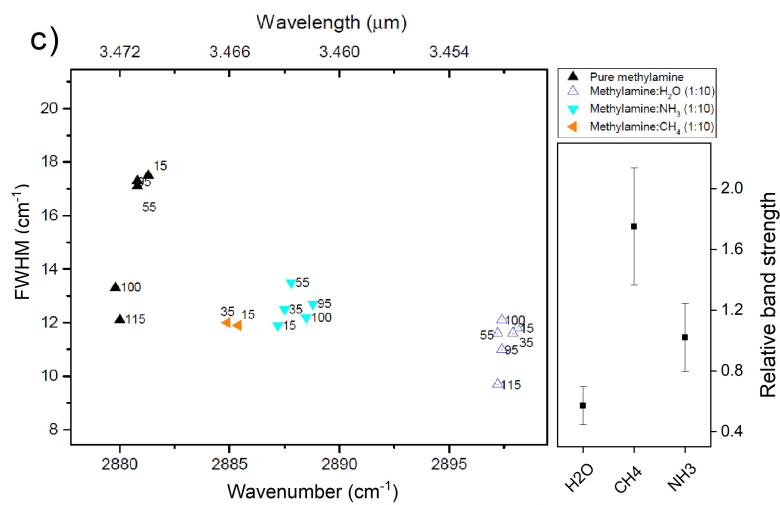 c)
Wavelength (μm)
3.472 3.466 3.460 3.454
Pure methylamine
Methylamine:H₂O (1:10)
Methylamine:NH₃ (1:10)
Methylamine:CH₄ (1:10)
FWHM (cm⁻¹)
20
18
16
14
12
10
8
15
95
55
100
115
35 15
55
35
95
100
15
100
15
55
35
95
115
2880 2885 2890 2895
Wavenumber (cm⁻¹)
2.0
1.6
1.2
0.8
0.4
Relative band strength
H2O CH4 NH3